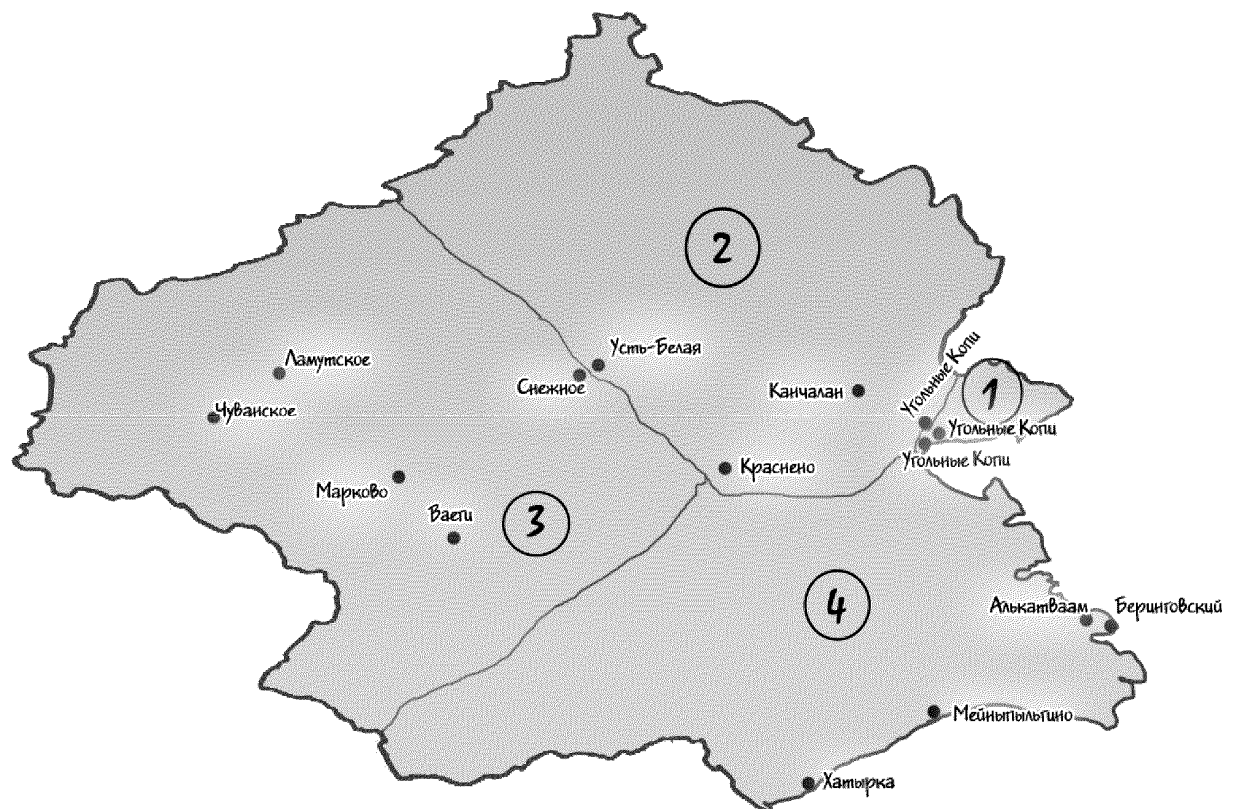 2
Усть-Белая
Угольные Копи
Ламутское
Снежное
Канчалан
1
Чуванское
Угольные Копи
Угольные Копи
Краснено
Марково
Ваеги
3
4
Алькатваам
Беринговский
Мейныпыльгино
Хатырка